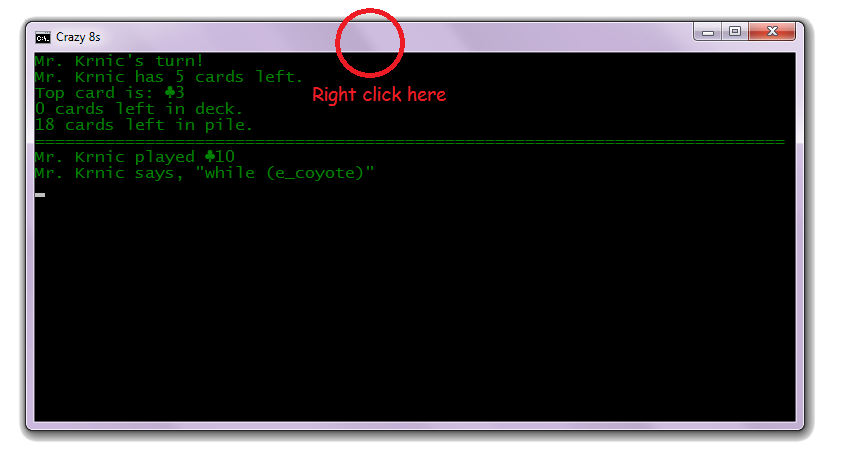 Crazy 8s
Mr. Krnic's turn!
Mr. Krnic has 5 cards left.
Top card is: ♣3
0 cards left in deck.
18 cards left in pile.
===========================================================================
Mr. Krnic played ♣10
Mr. Krnic says, "while (e_coyote)"
Right click here